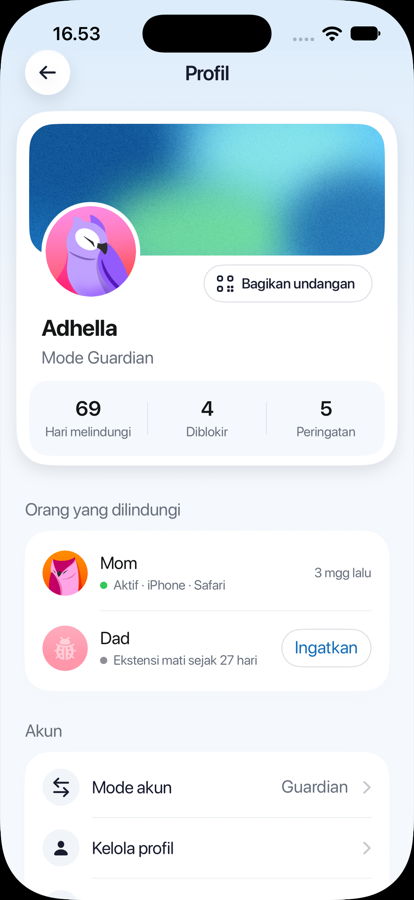 16.53
Profil
Bagikan undangan
Adhella
Mode Guardian
69
Hari melindungi
4
Diblokir
5
Peringatan
Orang yang dilindungi
Mom
3 mgg lalu
Aktif · iPhone · Safari
Dad
Ekstensi mati sejak 27 hari
Ingatkan
Akun
Mode akun
Guardian
Kelola profil